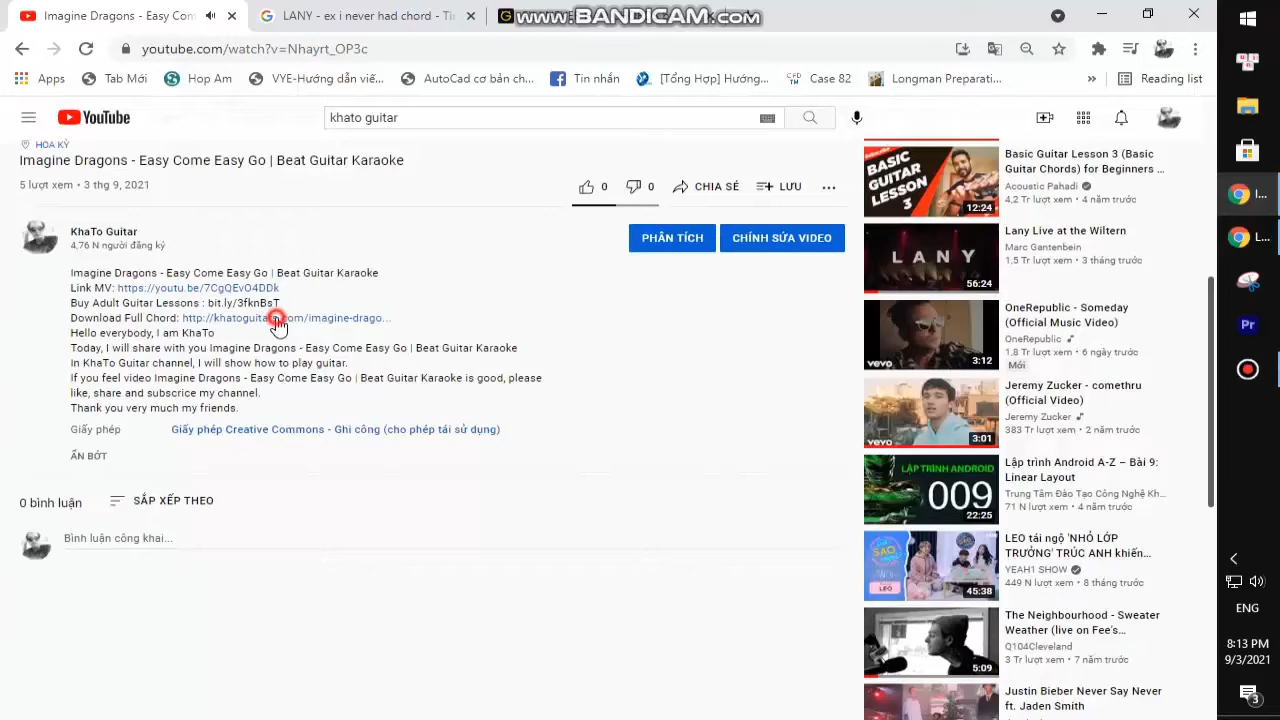 Imagine Dragons - Easy Com
LANY - ex i never had chord - Ti
www.BANDICAM.com
youtube.com/watch?v=Nhayrt_OP3c
Apps
Tab Mới
Hop Am
VYE-Hướng dẫn viế...
AutoCad cơ bản ch...
Tin nhắn
[Tổng Hợp] Hướng...
Case 82
Longman Preparati...
»
Reading list
YouTube
khato guitar
HOA KỲ
Imagine Dragons - Easy Come Easy Go | Beat Guitar Karaoke
5 lượt xem • 3 thg 9, 2021
0
0
CHIA SẺ
LƯU
KhaTo Guitar
4,76 N người đăng ký
PHÂN TÍCH
CHỈNH SỬA VIDEO
Imagine Dragons - Easy Come Easy Go | Beat Guitar Karaoke
Link MV: https://youtu.be/7CgQEvO4DDk
Buy Adult Guitar Lessons : bit.ly/3fknBsT
Download Full Chord: http://khatoguita com/imagine-drago...
Hello everybody, I am KhaTo
Today, I will share with you Imagine Dragons - Easy Come Easy Go | Beat Guitar Karaoke
In KhaTo Guitar channel, I will show how to play guitar.
If you feel video Imagine Dragons - Easy Come Easy Go | Beat Guitar Karaoke is good, please
like, share and subscrice my channel.
Thank you very much my friends.
Giấy phép
Giấy phép Creative Commons - Ghi công (cho phép tái sử dụng)
ẨN BỚT
0 bình luận
SẮP XẾP THEO
Bình luận công khai...
BASIC GUITAR LESSON 3
12:24
Basic Guitar Lesson 3 (Basic
Guitar Chords) for Beginners ...
Acoustic Pahadi
4,2 Tr lượt xem • 4 năm trước
LANY
56:24
Lany Live at the Wiltern
Marc Gantenbein
1,5 Tr lượt xem • 3 tháng trước
vevo
3:12
OneRepublic - Someday
(Official Music Video)
OneRepublic
1,8 Tr lượt xem • 6 ngày trước
Mới
vevo
3:01
Jeremy Zucker - comethru
(Official Video)
Jeremy Zucker
383 Tr lượt xem • 2 năm trước
LẬP TRÌNH ANDROID
009
22:25
Lập trình Android A-Z – Bài 9:
Linear Layout
Trung Tâm Đào Tạo Công Nghệ Kh...
71 N lượt xem • 4 năm trước
SAO
LEO
45:38
LEO tái ngộ 'NHỎ LỚP
TRƯỞNG' TRÚC ANH khiến...
YEAH1 SHOW
449 N lượt xem • 8 tháng trước
5:09
The Neighbourhood - Sweater
Weather (live on Fee's...
Q104Cleveland
3 Tr lượt xem • 7 năm trước
Justin Bieber Never Say Never
ft. Jaden Smith
I...
L...
Pr
ENG
8:13 PM
9/3/2021
3